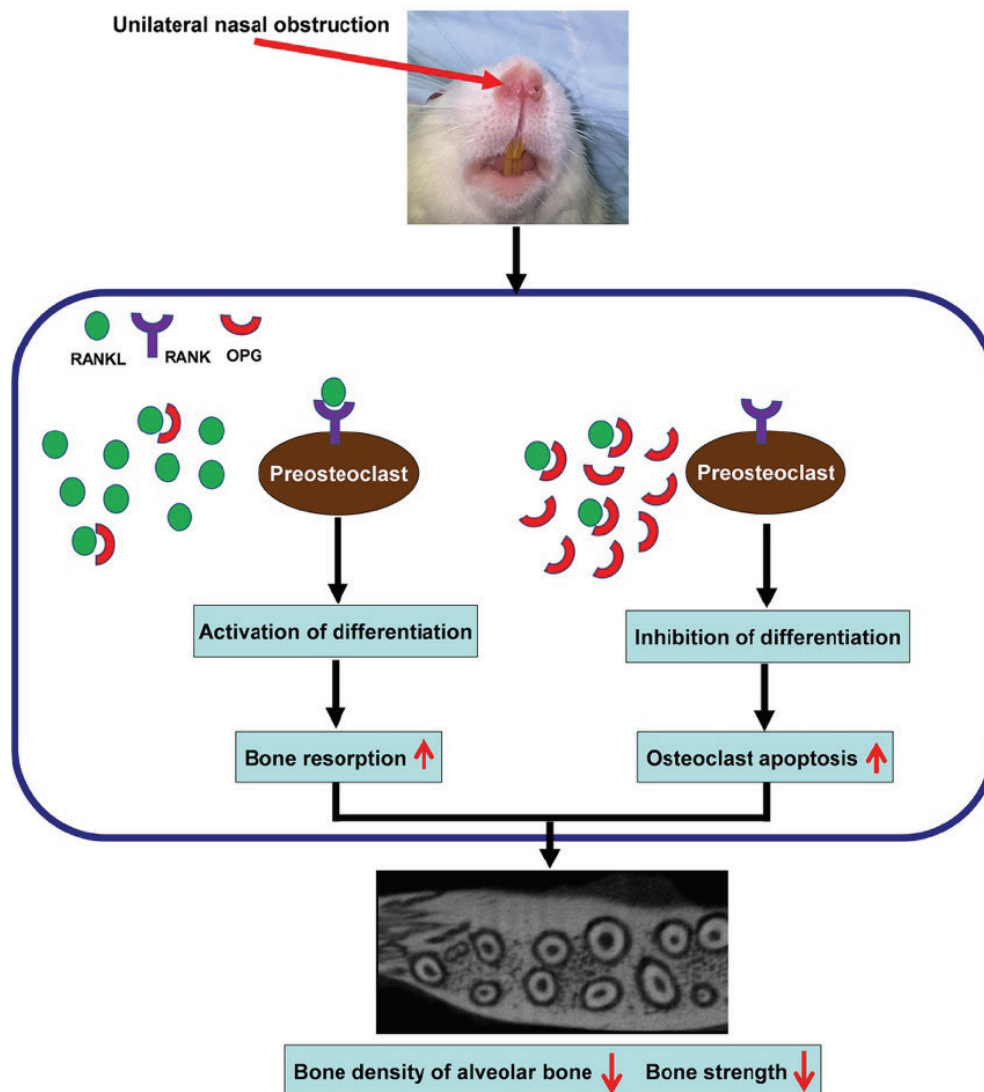 Unilateral nasal obstruction
RANKL RANK OPG
Preosteoclast Preosteoclast
Activation of differentiation Inhibition of differentiation
Bone resorption Osteoclast apoptosis
Bone density of alveolar bone Bone strength